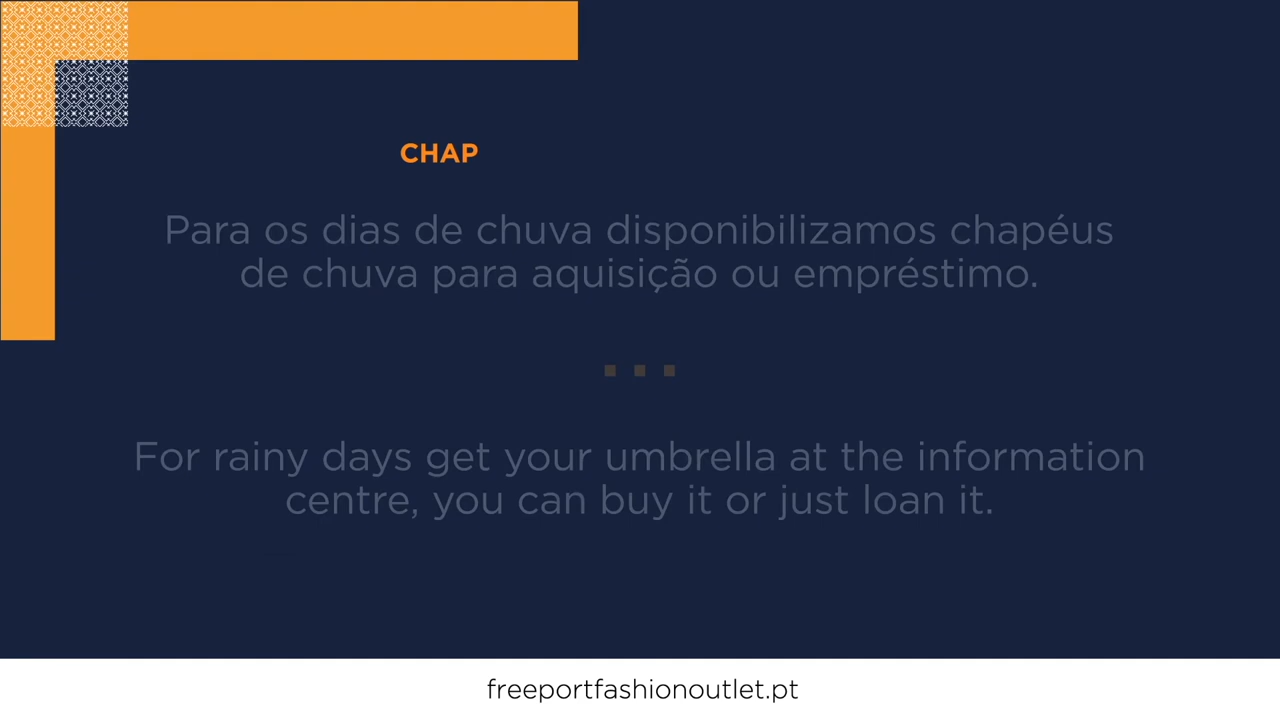 CHAP
Para os dias de chuva disponibilizamos chapéus
de chuva para aquisição ou empréstimo.
For rainy days get your umbrella at the information
centre, you can buy it or just loan it.
freeportfashionoutlet.pt